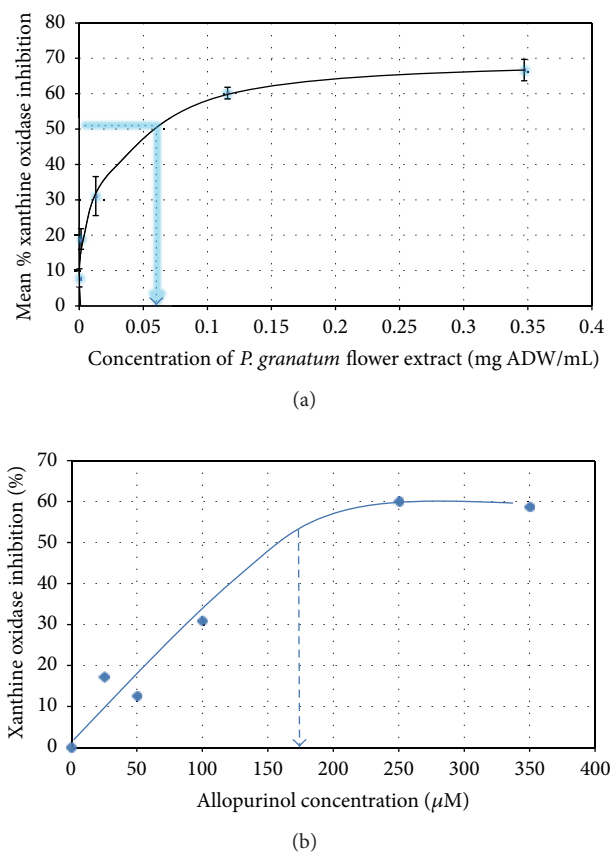 Mean % xanthine oxidase inhibition
80
70
60
50
40
30
20
10
0
0 0.05 0.1 0.15 0.2 0.25 0.3 0.35 0.4
Concentration of P. granatum flower extract (mg ADW/mL)
(a)
Xanthine oxidase inhibition (%)
70
60
50
40
30
20
10
0
0 50 100 150 200 250 300 350 400
Allopurinol concentration (μM)
(b)